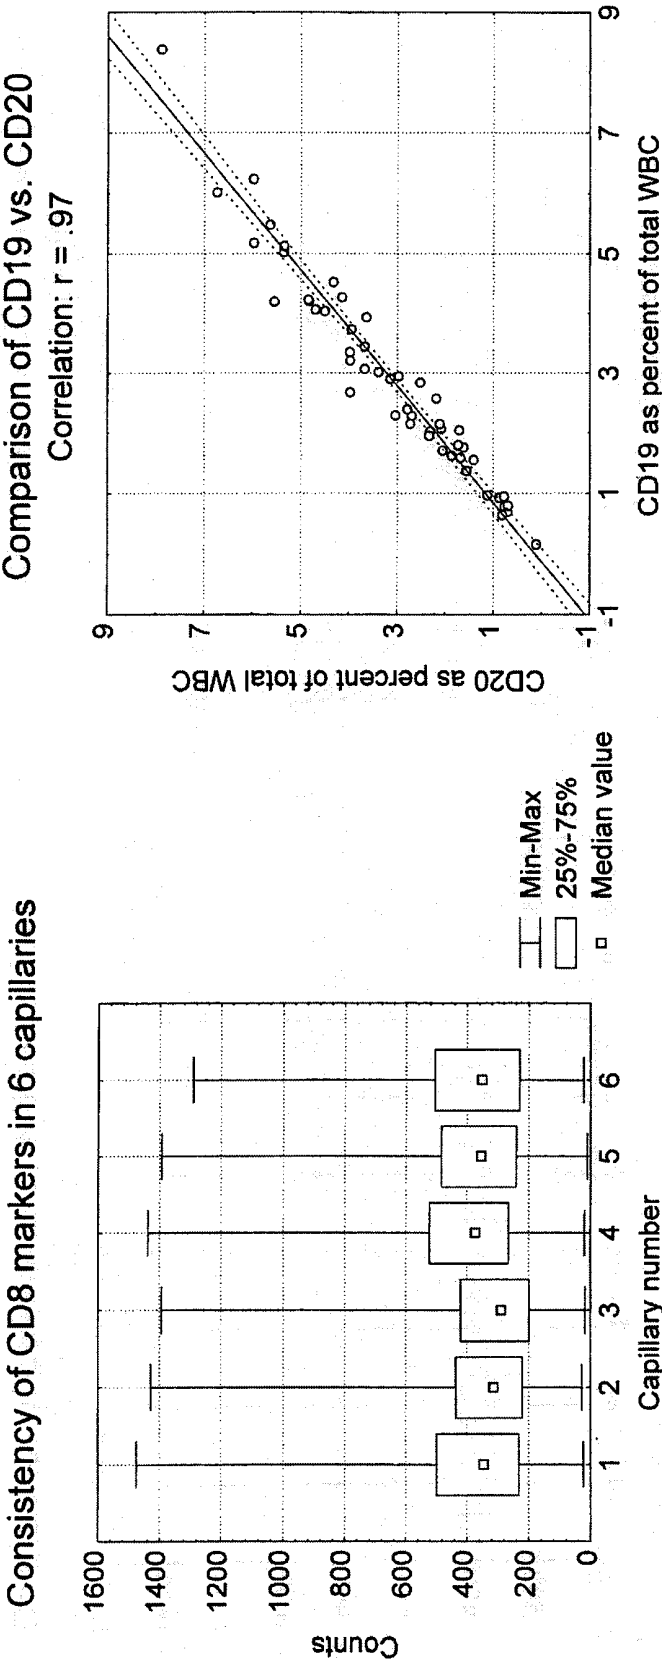 Consistency of CD8 markers in 6 capillaries
Counts
1600
1400
1200
1000
800
600
400
200
0
1 2 3 4 5 6
Capillary number
Min-Max
25%-75%
Median value
Comparison of CD19 vs. CD20
Correlation: r = .97
CD20 as percent of total WBC
9
7
5
3
1
-1
-1 1 3 5 7 9
CD19 as percent of total WBC